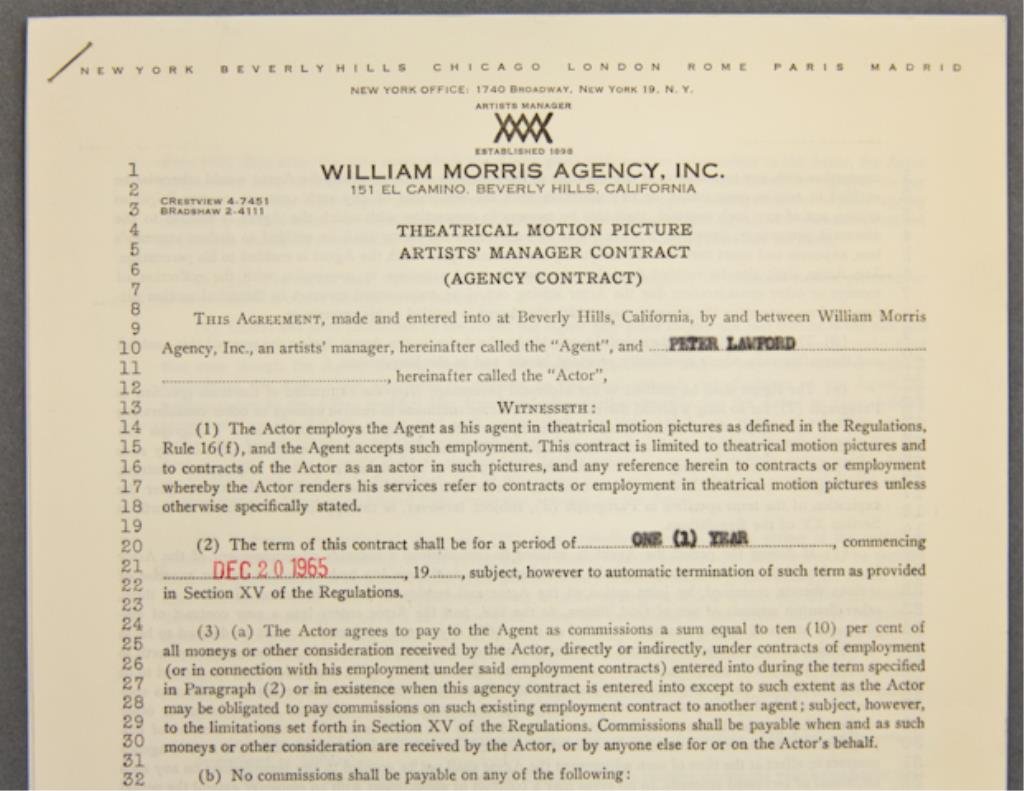 NEW YORK BEVERLY HILLS CHICAGO LONDON ROME PARIS MADRID
NEW YORK OFFICE: 1740 BROADWAY, NEW YORK 19, N. Y.
ARTISTS MANAGER
ESTABLISHED 1898
1 WILLIAM MORRIS AGENCY, INC.
2 151 EL CAMINO, BEVERLY HILLS, CALIFORNIA
CRESTVIEW 4-7451
3 BRADSHAW 2-4111
4 THEATRICAL MOTION PICTURE
5 ARTISTS' MANAGER CONTRACT
6 (AGENCY CONTRACT)
7
8 THIS AGREEMENT, made and entered into at Beverly Hills, California, by and between William Morris
9
10 Agency, Inc., an artists' manager, hereinafter called the "Agent", and ....PETER LAWFORD
11 ..............................., hereinafter called the "Actor",
12
13 WITNESSETH:
14 (1) The Actor employs the Agent as his agent in theatrical motion pictures as defined in the Regulations,
15 Rule 16(f), and the Agent accepts such employment. This contract is limited to theatrical motion pictures and
16 to contracts of the Actor as an actor in such pictures, and any reference herein to contracts or employment
17 whereby the Actor renders his services refer to contracts or employment in theatrical motion pictures unless
18 otherwise specifically stated.
19
20 (2) The term of this contract shall be for a period of............ONE (1) YEAR............, commencing
21 ............DEC 20 1965............, 19......., subject, however to automatic termination of such term as provided
22 in Section XV of the Regulations.
23
24 (3) (a) The Actor agrees to pay to the Agent as commissions a sum equal to ten (10) per cent of
25 all moneys or other consideration received by the Actor, directly or indirectly, under contracts of employment
26 (or in connection with his employment under said employment contracts) entered into during the term specified
27 in Paragraph (2) or in existence when this agency contract is entered into except to such extent as the Actor
28 may be obligated to pay commissions on such existing employment contract to another agent; subject, however,
29 to the limitations set forth in Section XV of the Regulations. Commissions shall be payable when and as such
30 moneys or other consideration are received by the Actor, or by anyone else for or on the Actor's behalf.
31
32 (b) No commissions shall be payable on any of the following: